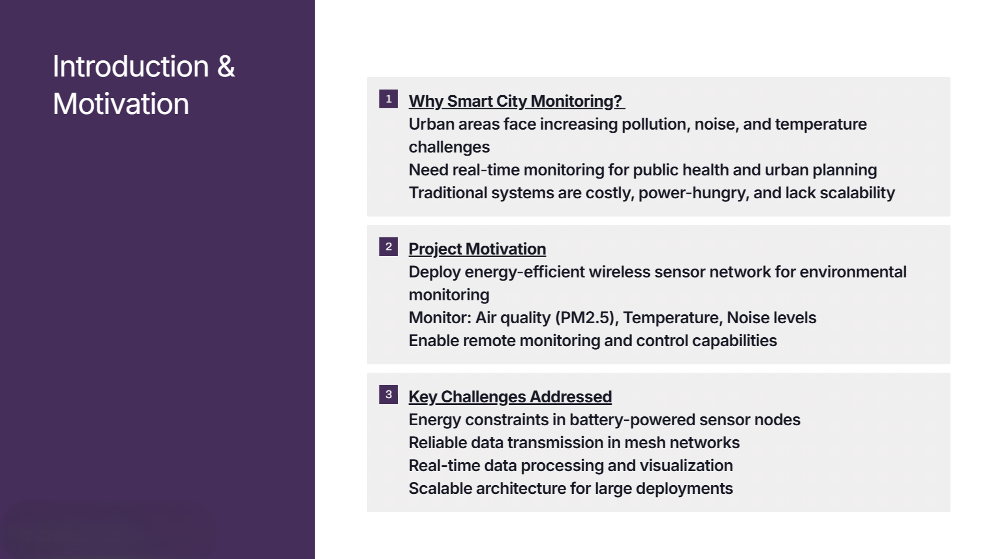 Introduction &
Motivation
1
Why Smart City Monitoring?
Urban areas face increasing pollution, noise, and temperature
challenges
Need real-time monitoring for public health and urban planning
Traditional systems are costly, power-hungry, and lack scalability
2
Project Motivation
Deploy energy-efficient wireless sensor network for environmental
monitoring
Monitor: Air quality (PM2.5), Temperature, Noise levels
Enable remote monitoring and control capabilities
3
Key Challenges Addressed
Energy constraints in battery-powered sensor nodes
Reliable data transmission in mesh networks
Real-time data processing and visualization
Scalable architecture for large deployments